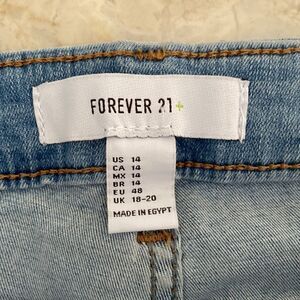 FOREVER 21+
US 14
CA 14
MX 14
BR 14
EU 48
UK 18-20
MADE IN EGYPT